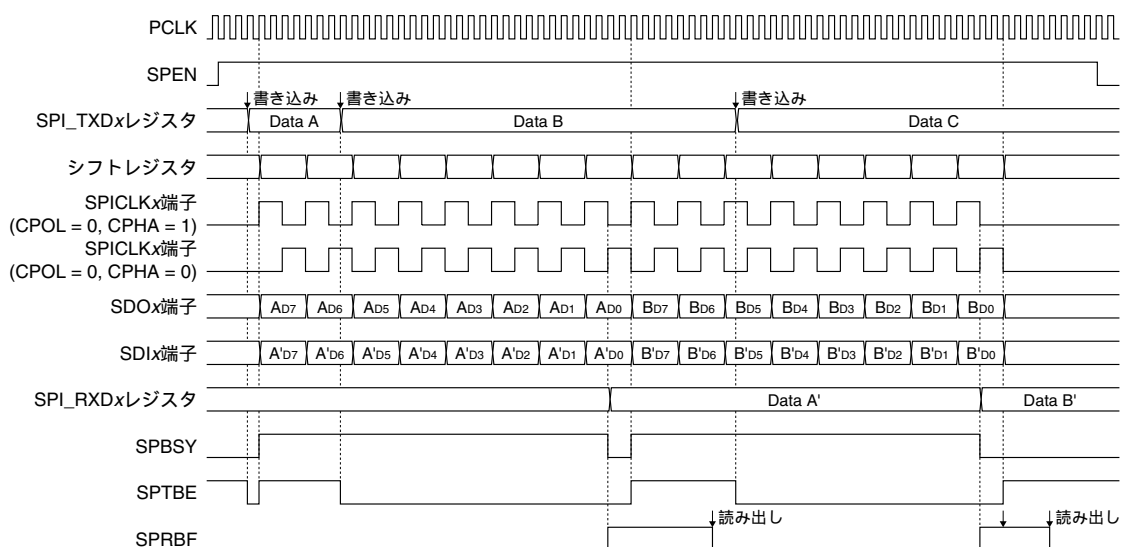 PCLK
SPEN
書き込み 書き込み 書き込み
SPI_TXDxレジスタ Data A Data B Data C
シフトレジスタ
SPICLKx端子
(CPOL = 0, CPHA = 1)
SPICLKx端子
(CPOL = 0, CPHA = 0)
SDOx端子 AD7 AD6 AD5 AD4 AD3 AD2 AD1 AD0 BD7 BD6 BD5 BD4 BD3 BD2 BD1 BD0
SDIx端子 A'D7 A'D6 A'D5 A'D4 A'D3 A'D2 A'D1 A'D0 B'D7 B'D6 B'D5 B'D4 B'D3 B'D2 B'D1 B'D0
SPI_RXDxレジスタ Data A' Data B'
SPBSY
SPTBE
読み出し 読み出し
SPRBF